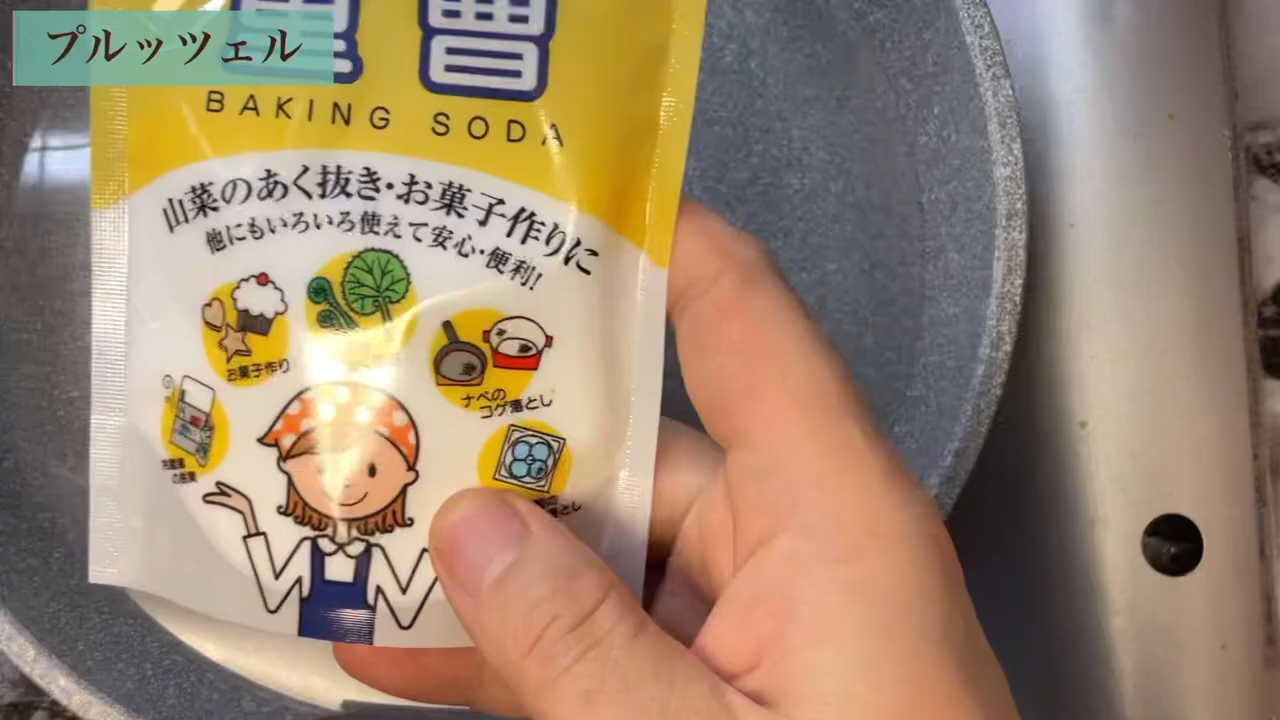 プルッツェル
重曹
BAKING SODA
山菜のあく抜き・お菓子作りに
他にもいろいろ使えて安心・便利!
お菓子作り
ナベの
コゲ落とし